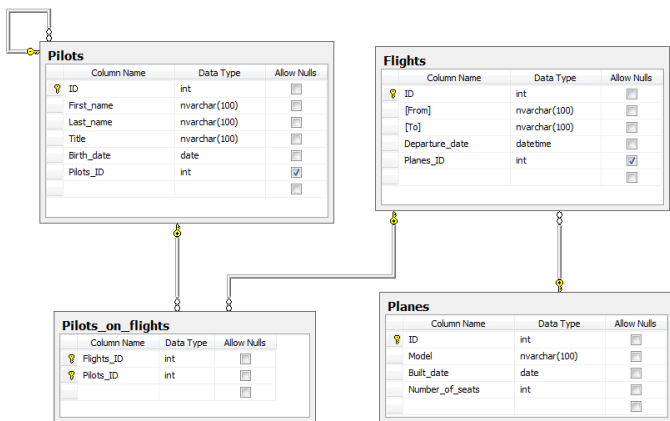 Pilots
Column Name Data Type Allow Nulls
ID int
First_name nvarchar(100)
Last_name nvarchar(100)
Title nvarchar(100)
Birth_date date
Pilots_ID int
Flights
Column Name Data Type Allow Nulls
ID int
[From] nvarchar(100)
[To] nvarchar(100)
Departure_date datetime
Planes_ID int
Pilots_on_flights
Column Name Data Type Allow Nulls
Flights_ID int
Pilots_ID int
Planes
Column Name Data Type Allow Nulls
ID int
Model nvarchar(100)
Built_date date
Number_of_seats int